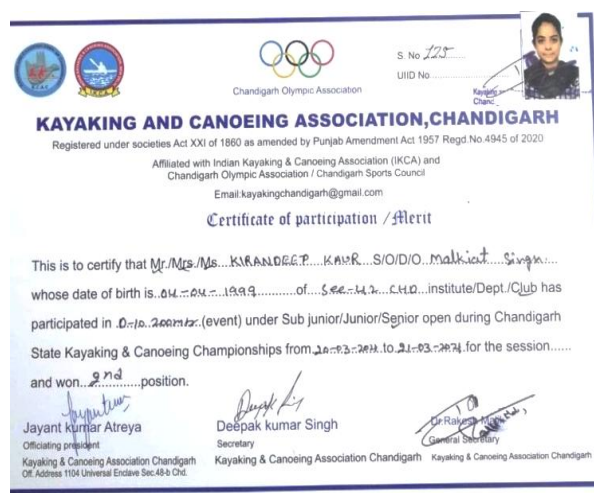 K.C.A.C
I K C A
S. No 125
Chandigarh Olympic Association
UIID No
Kayaking
Chand
KAYAKING AND CANOEING ASSOCIATION,CHANDIGARH
Registered under societies Act XXI of 1860 as amended by Punjab Amendment Act 1957 Regd.No.4945 of 2020
Affiliated with Indian Kayaking & Canoeing Association (IKCA) and
Chandigarh Olympic Association / Chandigarh Sports Council
Email:kayakingchandigarh@gmail.com
Certificate of participation /Merit
This is to certify that Mr./Mrs./Ms...KIRANDEEP KAUR S/O/D/O..Malkiat Singh...
whose date of birth is..04-04-1999..........of...Sec-42 CHD...institute/Dept./Club has
participated in .D-10..200mtr..(event) under Sub junior/Junior/Senior open during Chandigarh
State Kayaking & Canoeing Championships from.20-03-2021.to.21-03-2021.for the session......
and won...2nd............position.
Jayant kumar Atreya
Deepak kumar Singh
Dr.Rakesh
Officiating president
Secretary
General Secretary
Kayaking & Canoeing Association Chandigarh
Kayaking & Canoeing Association Chandigarh
Kayaking & Canoeing Association Chandigarh
Off. Address 1104 Universal Enclave Sec.48-b Chd.